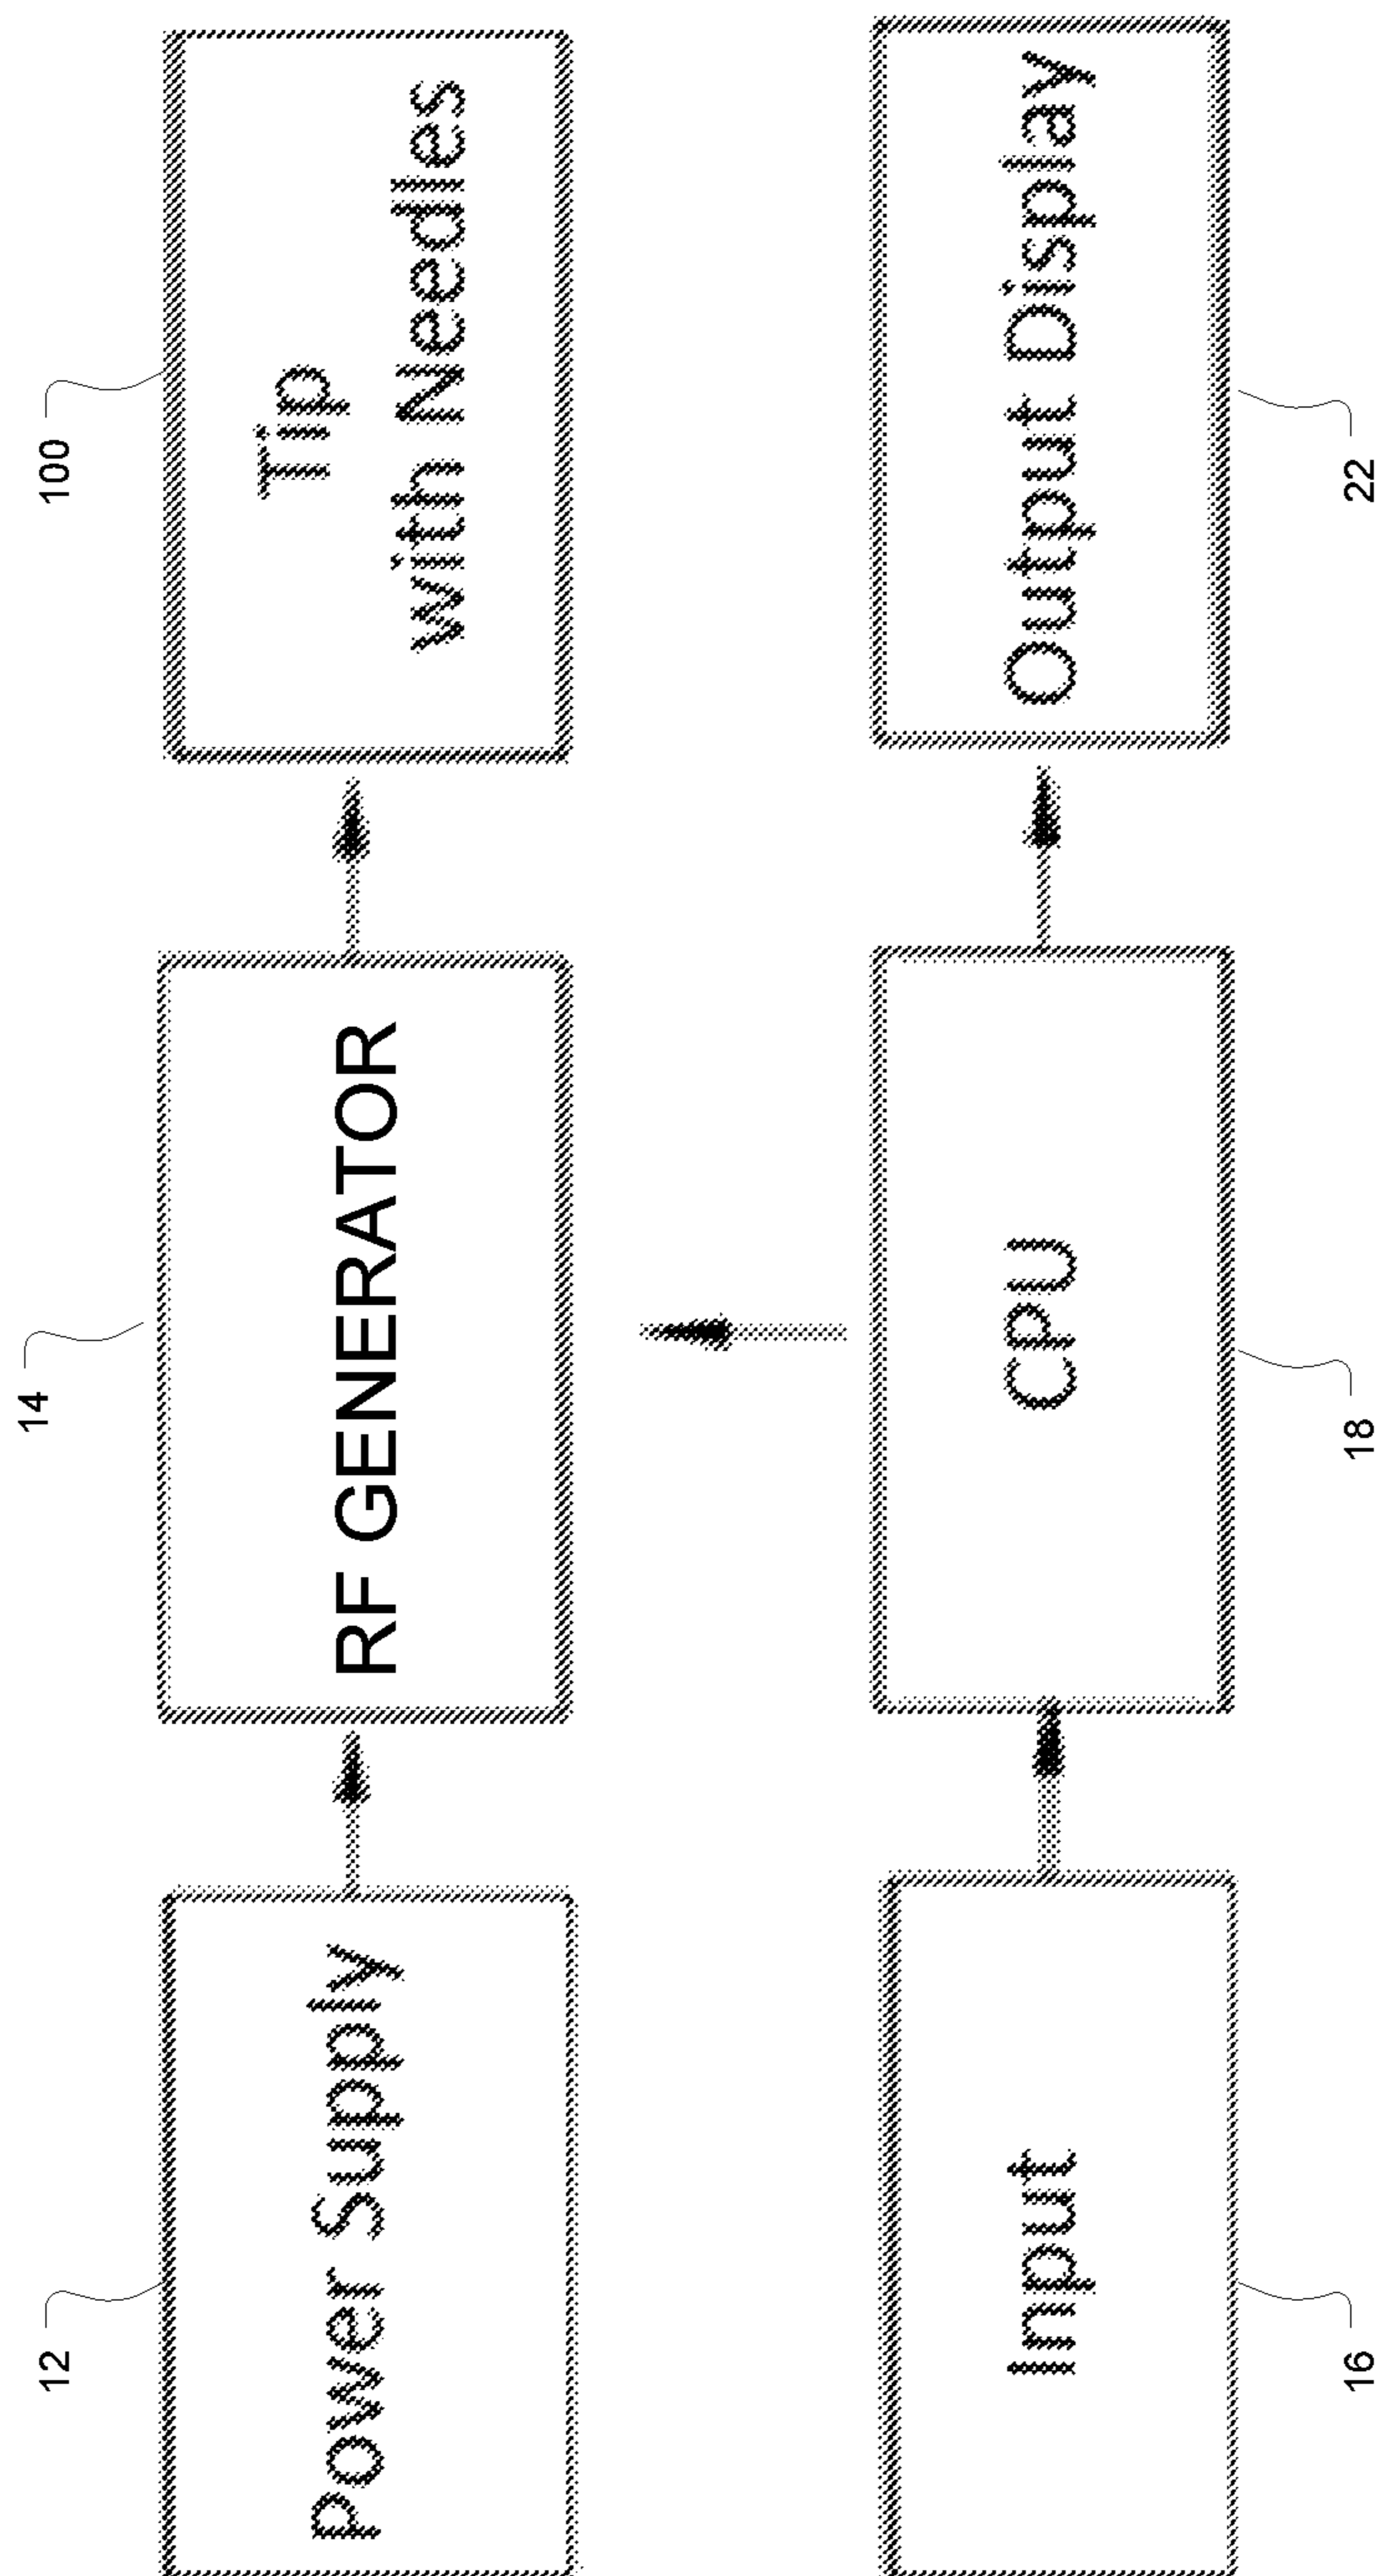 12
14
100
Power Supply
RF GENERATOR
Tip
with Needles
Input
CPU
Output Display
16
18
22